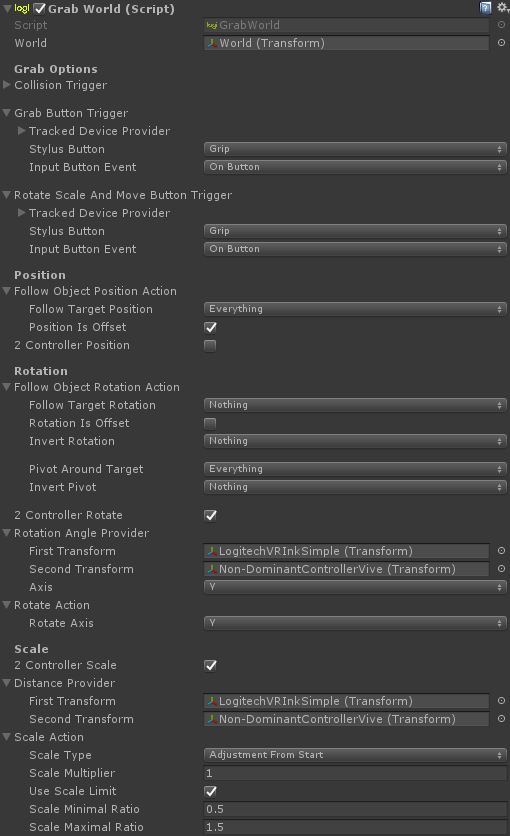 logi Grab World (Script)
Script logi GrabWorld
World World (Transform)
Grab Options
Collision Trigger
Grab Button Trigger
Tracked Device Provider
Stylus Button Grip
Input Button Event On Button
Rotate Scale And Move Button Trigger
Tracked Device Provider
Stylus Button Grip
Input Button Event On Button
Position
Follow Object Position Action
Follow Target Position Everything
Position Is Offset
2 Controller Position
Rotation
Follow Object Rotation Action
Follow Target Rotation Nothing
Rotation Is Offset
Invert Rotation Nothing
Pivot Around Target Everything
Invert Pivot Nothing
2 Controller Rotate
Rotation Angle Provider
First Transform LogitechVRInkSimple (Transform)
Second Transform Non-DominantControllerVive (Transform)
Axis Y
Rotate Action
Rotate Axis Y
Scale
2 Controller Scale
Distance Provider
First Transform LogitechVRInkSimple (Transform)
Second Transform Non-DominantControllerVive (Transform)
Scale Action
Scale Type Adjustment From Start
Scale Multiplier 1
Use Scale Limit
Scale Minimal Ratio 0.5
Scale Maximal Ratio 1.5